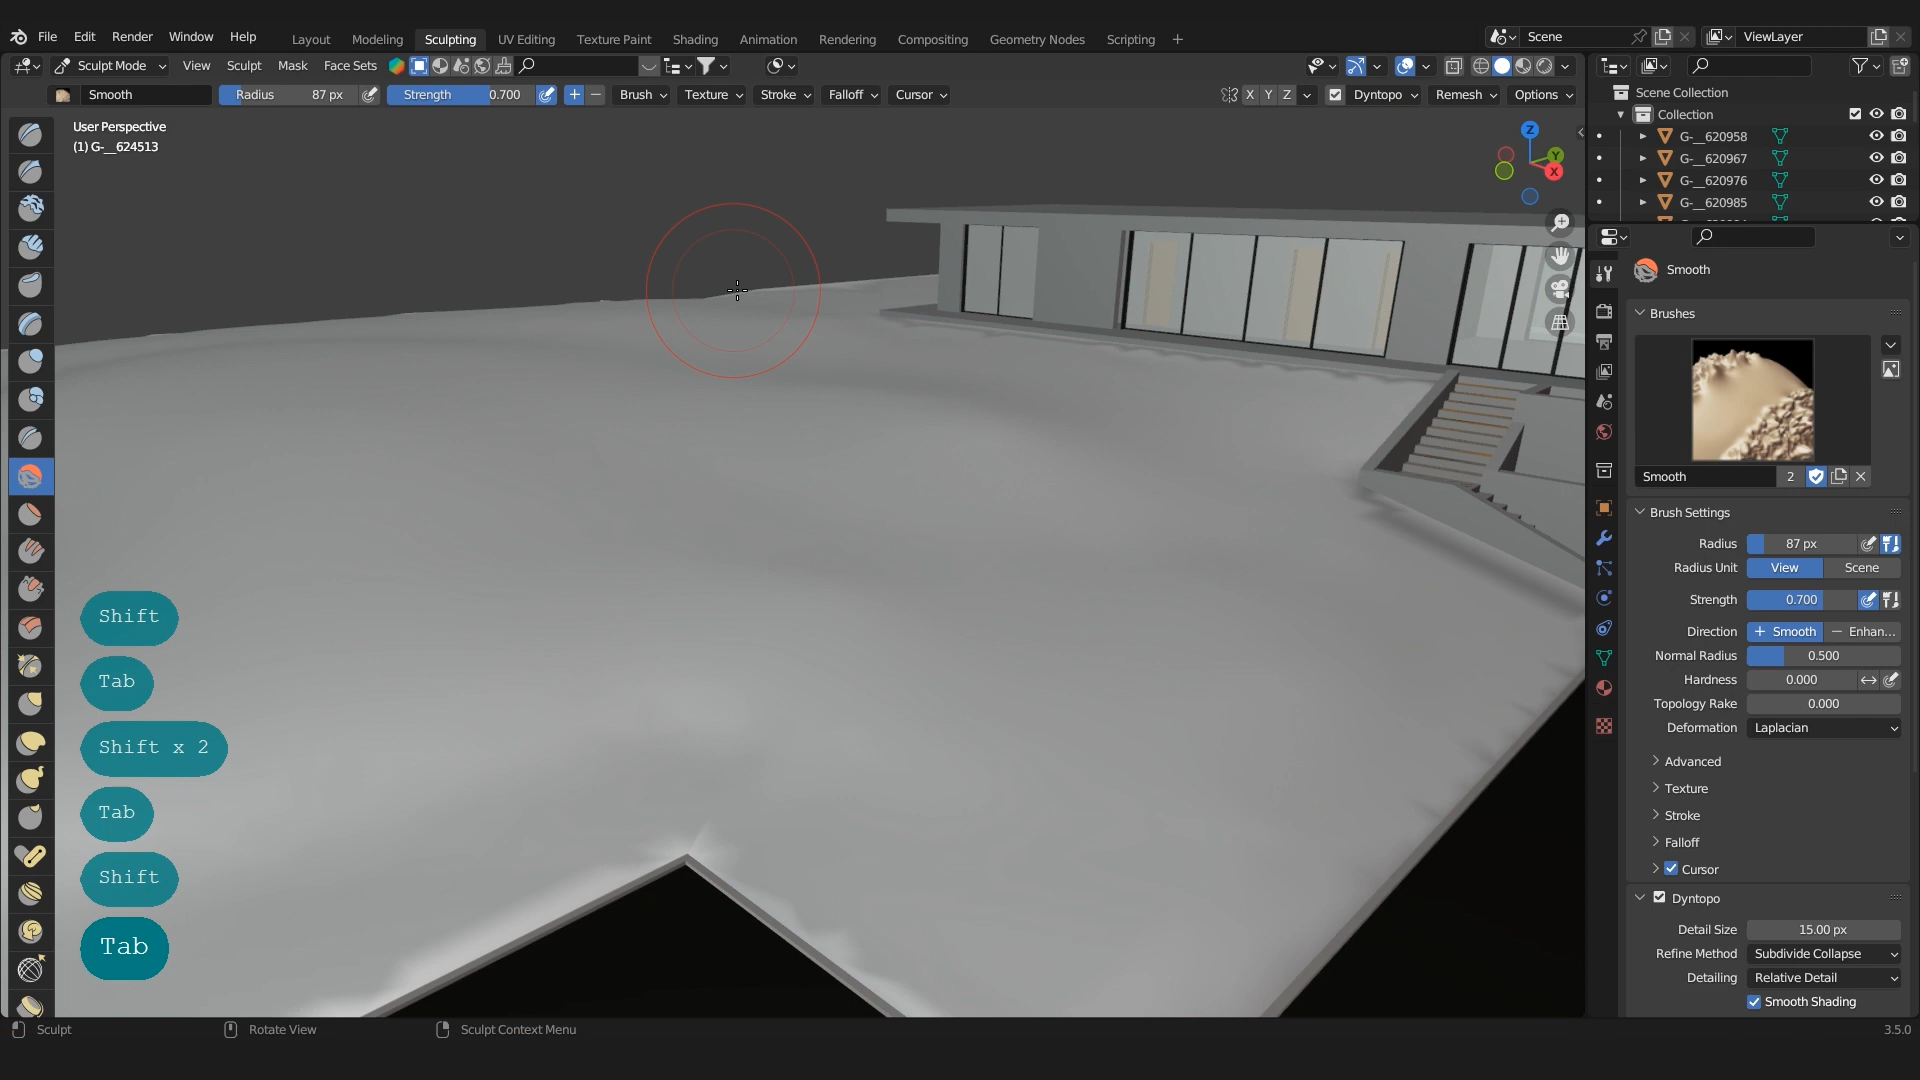 File Edit Render Window Help
Layout Modeling Sculpting UV Editing Texture Paint Shading Animation Rendering Compositing Geometry Nodes Scripting +
Scene
ViewLayer
Sculpt Mode View Sculpt Mask Face Sets
Smooth Radius 87 px Strength 0.700 Brush Texture Stroke Falloff Cursor
X Y Z Dyntopo Remesh Options
User Perspective
(1) G-__624513
Z
Y
X
Shift
Tab
Shift x 2
Tab
Shift
Tab
Scene Collection
Collection
G-__620958
G-__620967
G-__620976
G-__620985
Smooth
Brushes
Smooth 2
Brush Settings
Radius 87 px
Radius Unit View Scene
Strength 0.700
Direction + Smooth − Enhan...
Normal Radius 0.500
Hardness 0.000
Topology Rake 0.000
Deformation Laplacian
Advanced
Texture
Stroke
Falloff
Cursor
Dyntopo
Detail Size 15.00 px
Refine Method Subdivide Collapse
Detailing Relative Detail
Smooth Shading
Sculpt Rotate View Sculpt Context Menu 3.5.0